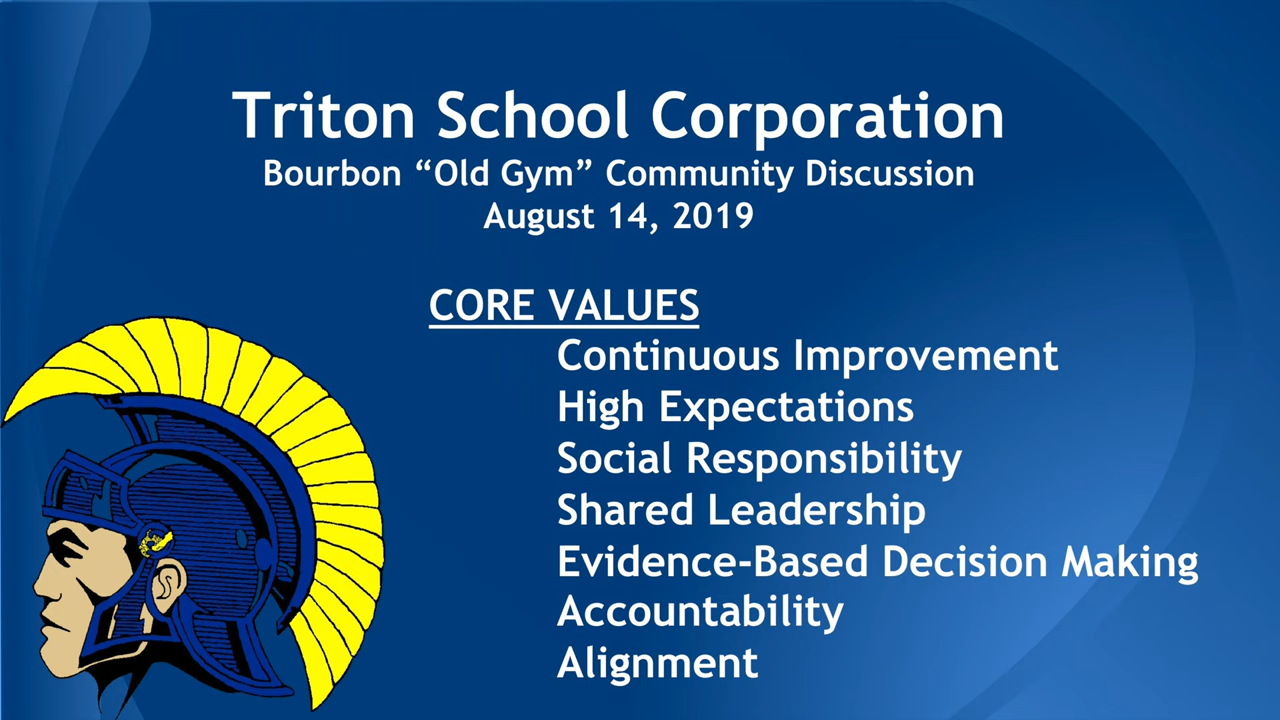 Triton School Corporation
Bourbon “Old Gym” Community Discussion
August 14, 2019
CORE VALUES
Continuous Improvement
High Expectations
Social Responsibility
Shared Leadership
Evidence-Based Decision Making
Accountability
Alignment